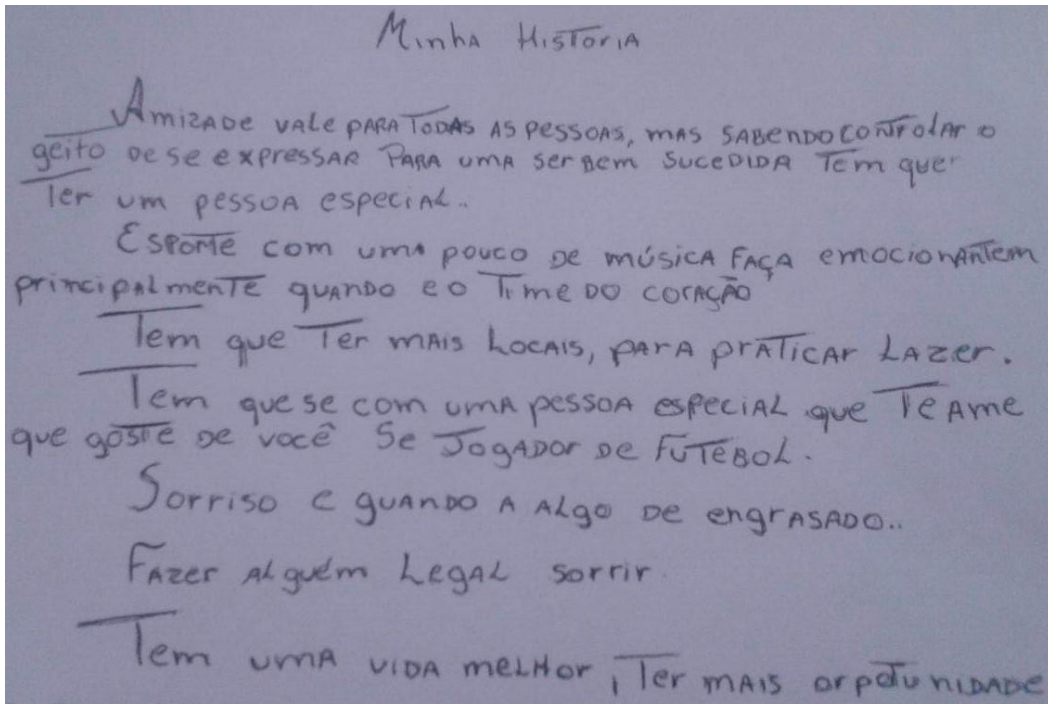 Minha Historia
Amizade vale para todas as pessoas, mas sabendo controlar o
geito de se expressar para uma ser bem sucedida tem quer
ter um pessoa especial..
Esporte com uma pouco de música faça emocionantem
principalmente quando e o time do coração
Tem que ter mais locais, para praticar lazer.
Tem que se com uma pessoa especial que te ame
que goste de você se jogador de futebol.
Sorriso e quando a algo de engrasado..
Fazer alguém legal sorrir.
Tem uma vida melhor, ter mais orpotunidade